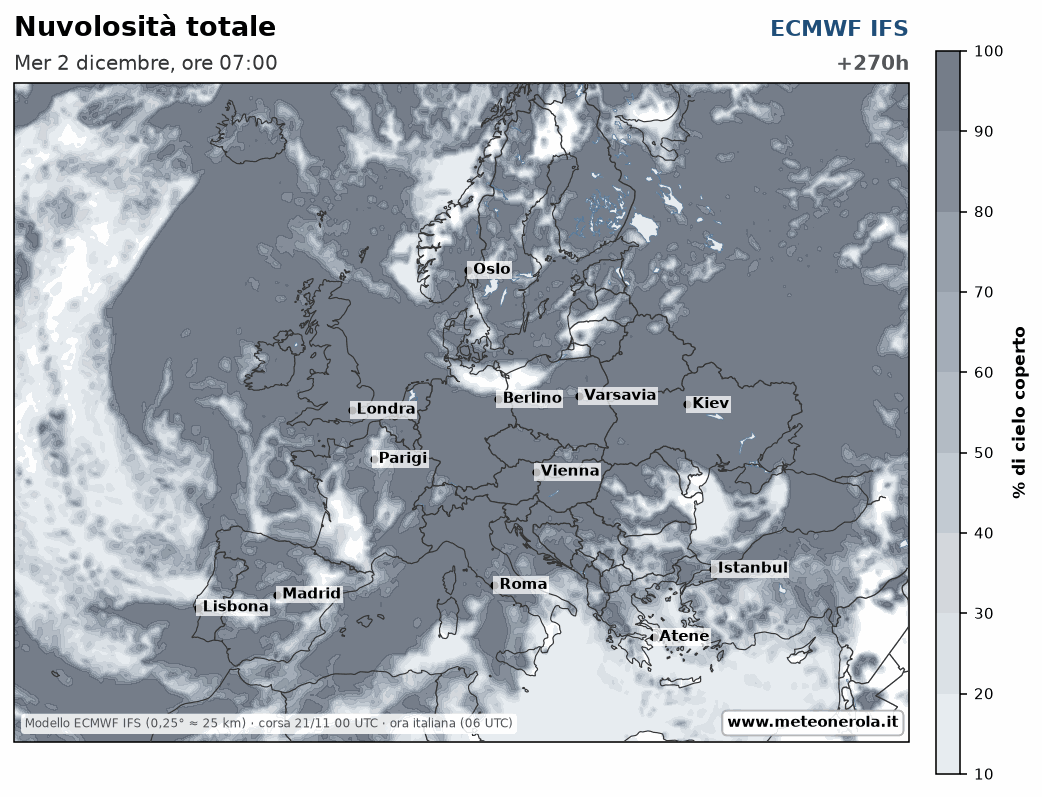 Nuvolosità totale
ECMWF IFS
Mer 2 dicembre, ore 07:00
+270h
Oslo
Londra
Berlino
Varsavia
Kiev
Parigi
Vienna
Istanbul
Roma
Madrid
Lisbona
Atene
Modello ECMWF IFS (0,25° ≈ 25 km) · corsa 21/11 00 UTC · ora italiana (06 UTC)
www.meteonerola.it
100
90
80
70
60
50
40
30
20
10
% di cielo coperto